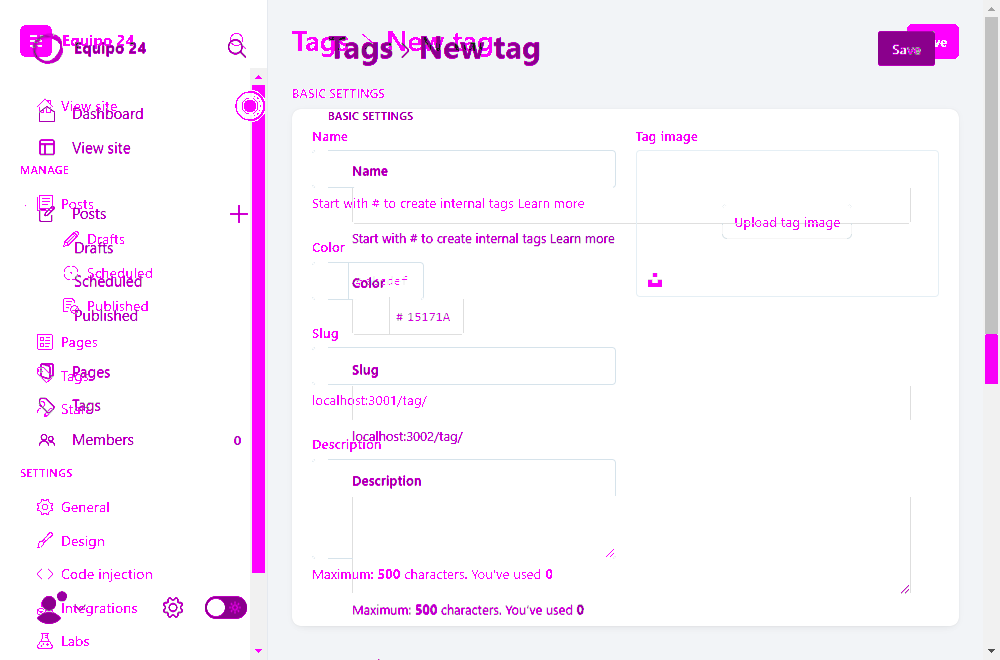 Equipo 24
Equipo 24
View site
Dashboard
View site
MANAGE
Posts
Posts
Drafts
Drafts
Scheduled
Scheduled
Published
Published
Pages
Pages
Tags
Tags
Staff
Members 0
SETTINGS
General
Design
Code injection
Integrations
Labs
Tags > New tag
Tags > New tag
Save
BASIC SETTINGS
BASIC SETTINGS
Name
Name
Start with # to create internal tags Learn more
Start with # to create internal tags Learn more
Color
Color
# 15171A
Slug
Slug
localhost:3001/tag/
localhost:3002/tag/
Description
Description
Maximum: 500 characters. You've used 0
Maximum: 500 characters. You've used 0
Tag image
Upload tag image